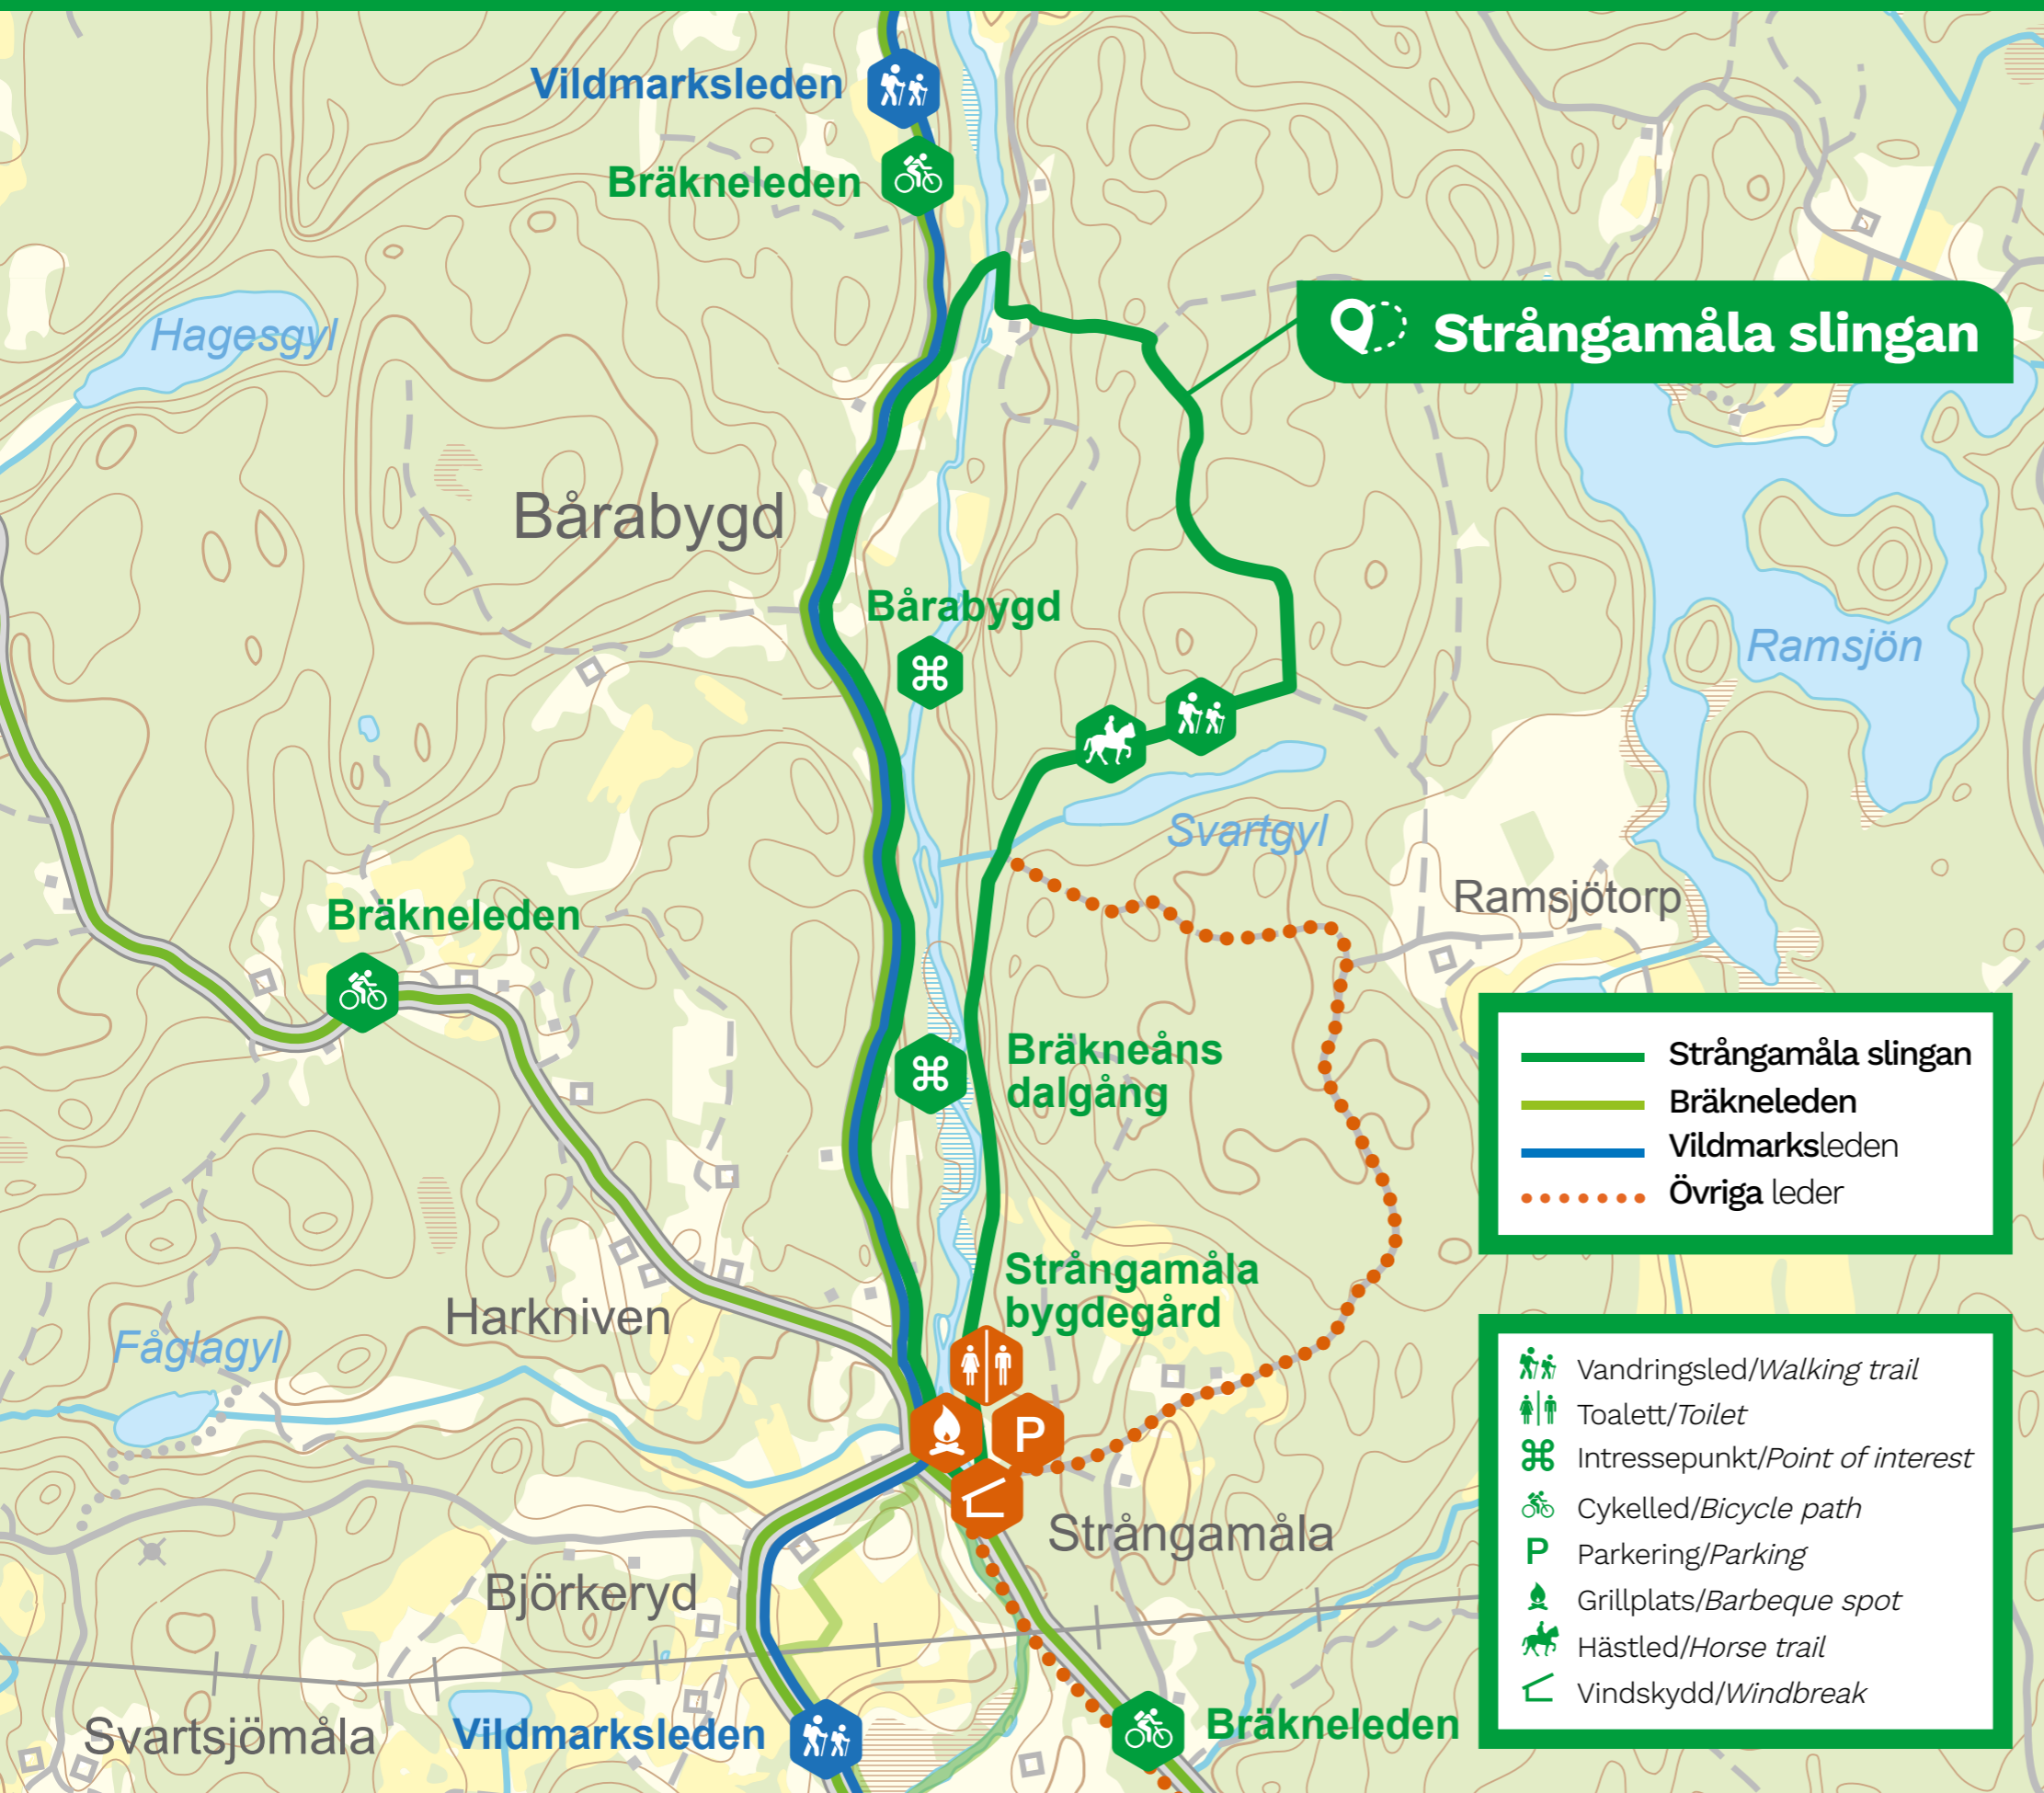 Vildmarksleden
Bräkneleden
Strångamåla slingan
Hagesgyl
Bårabygd
Bårabygd
Ramsjön
Svartgyl
Ramsjötorp
Bräkneleden
Bräkneåns
dalgång
Strångamåla slingan
Bräkneleden
Vildmarksleden
Övriga leder
Strångamåla
bygdegård
Harkniven
Fåglagyl
P
Strångamåla
Björkeryd
Svartsjömåla
Vildmarksleden
Bräkneleden
Vandringsled/Walking trail
Toalett/Toilet
Intressepunkt/Point of interest
Cykelled/Bicycle path
P Parkering/Parking
Grillplats/Barbeque spot
Hästled/Horse trail
Vindskydd/Windbreak